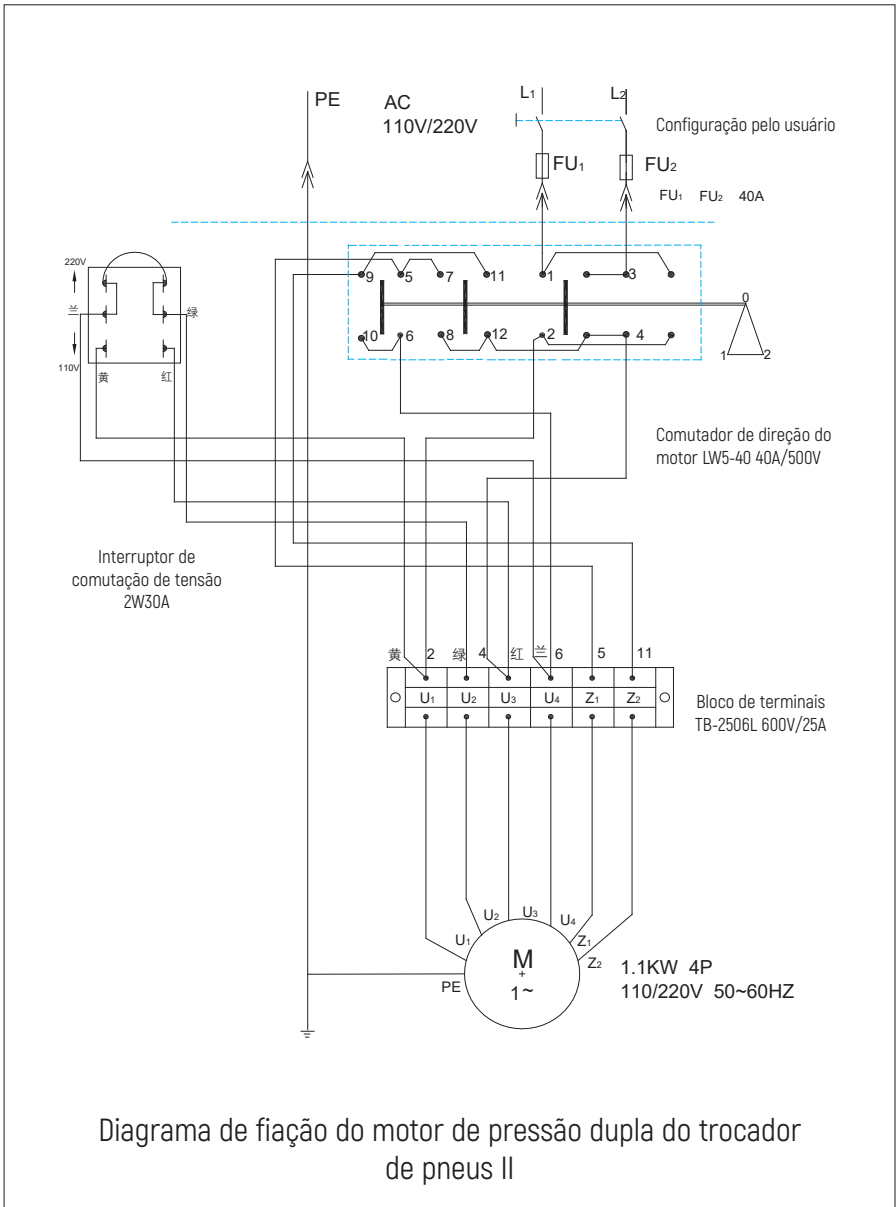 PE
AC
110V/220V
L1
L2
Configuração pelo usuário
FU1
FU2
FU1 FU2 40A
220V
兰
绿
110V
黄
红
9
5
7
11
1
3
10
6
8
12
2
4
0
1
2
Comutador de direção do
motor LW5-40 40A/500V
Interruptor de
comutação de tensão
2W30A
黄 2 绿 4 红 兰 6 5 11
U1 U2 U3 U4 Z1 Z2
Bloco de terminais
TB-2506L 600V/25A
U1
U2
U3
U4
Z1
Z2
PE
M
+
1~
1.1KW 4P
110/220V 50~60HZ
Diagrama de fiação do motor de pressão dupla do trocador
de pneus II